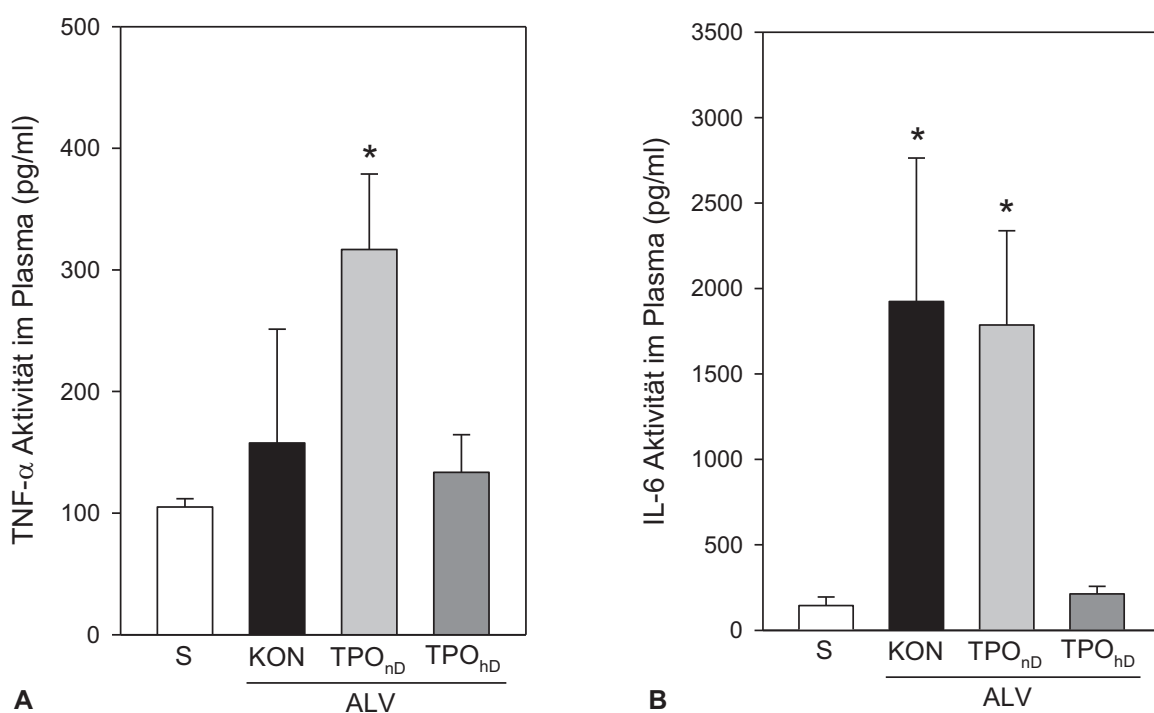 TNF-α Aktivität im Plasma (pg/ml)
500
400
300
200
100
0
*
S
KON
TPOnD
TPOhD
ALV
A
IL-6 Aktivität im Plasma (pg/ml)
3500
3000
2500
2000
1500
1000
500
0
*
*
S
KON
TPOnD
TPOhD
ALV
B